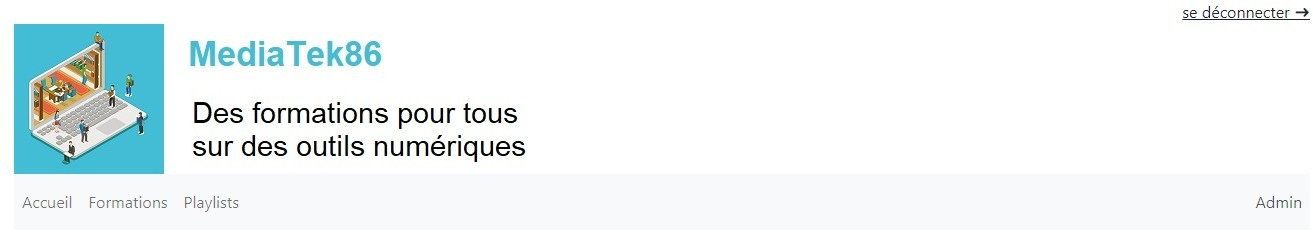 se déconnecter →
MediaTek86
Des formations pour tous
sur des outils numériques
Accueil Formations Playlists Admin